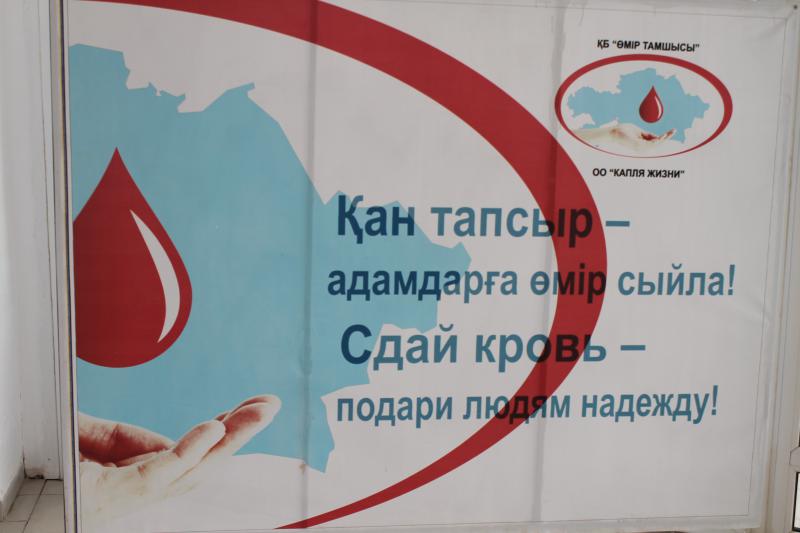 ҚБ "ӨМІР ТАМШЫСЫ"
ОО "КАПЛЯ ЖИЗНИ"
Қан тапсыр –
адамдарға өмір сыйла!
Сдай кровь –
подари людям надежду!